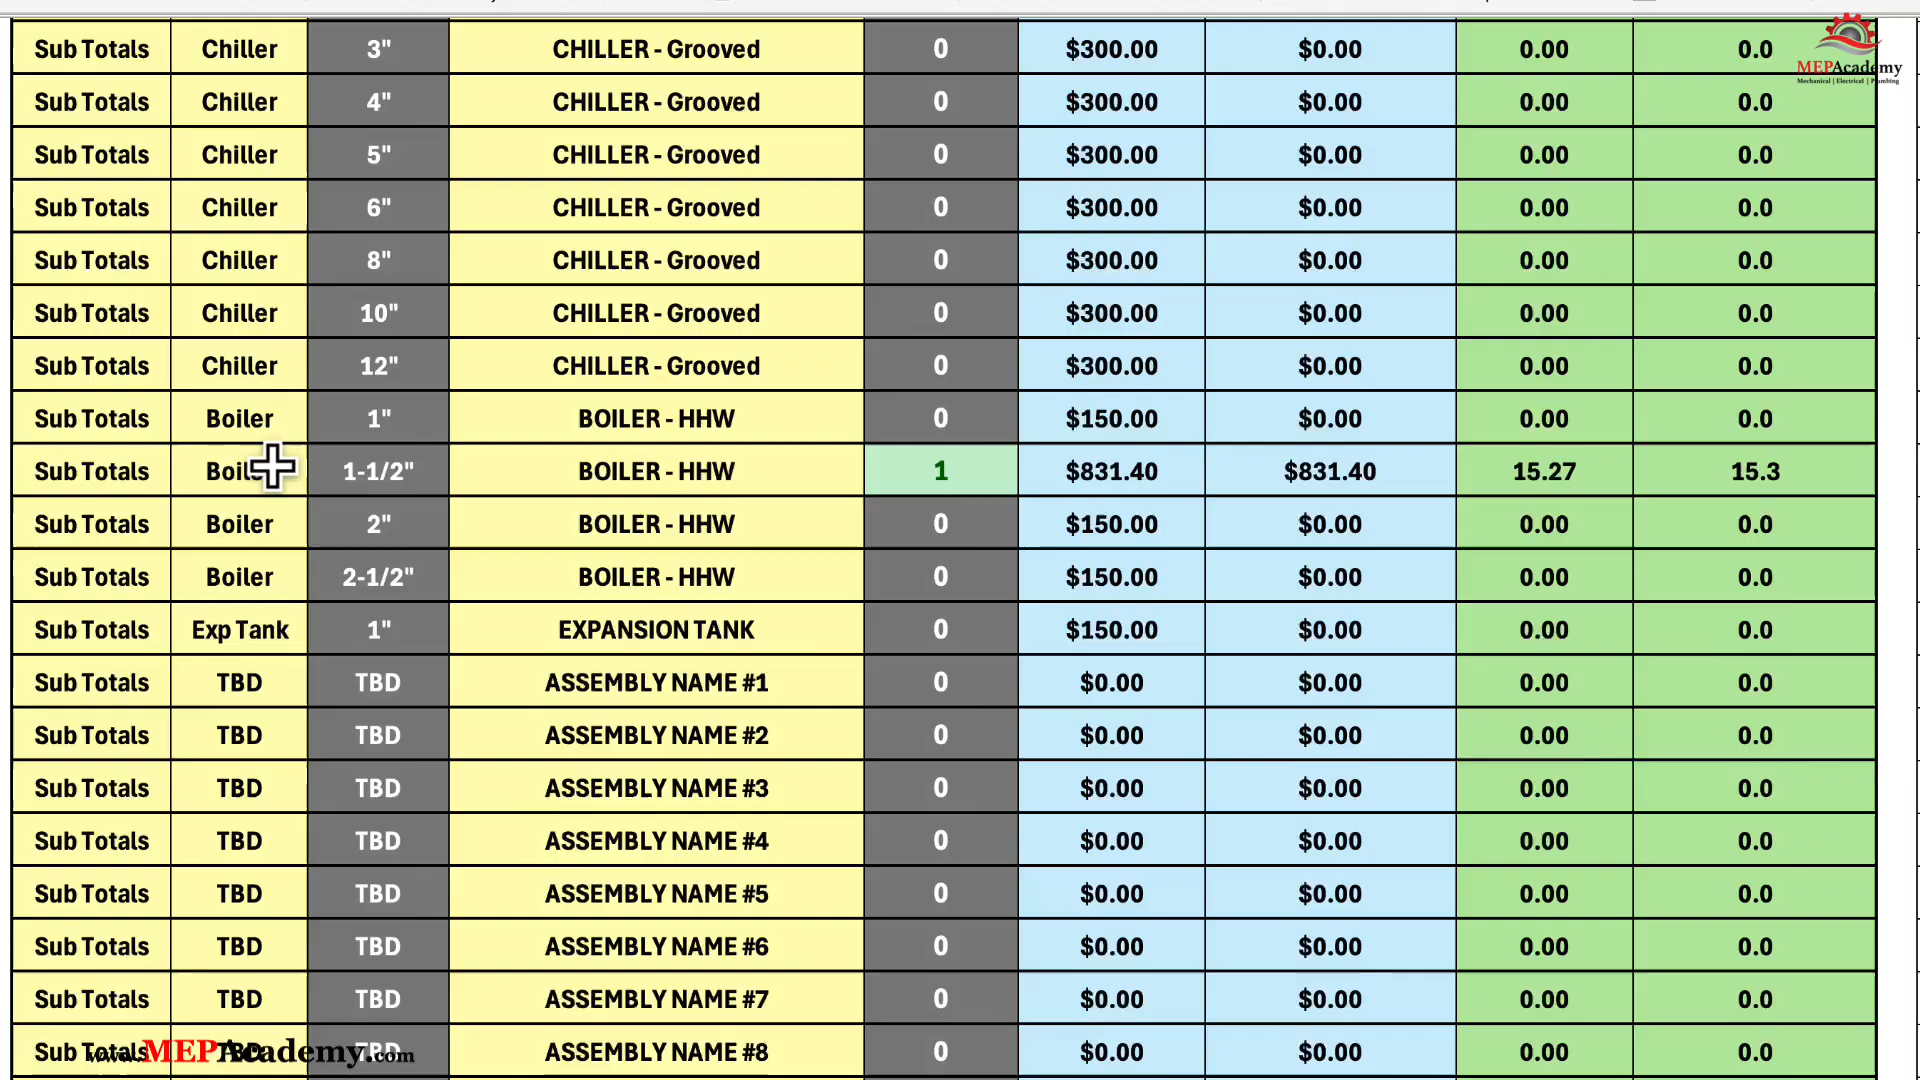 Sub Totals Chiller 3" CHILLER - Grooved 0 $300.00 $0.00 0.00 0.0
MEPAcademy
Mechanical | Electrical | Plumbing
Sub Totals Chiller 4" CHILLER - Grooved 0 $300.00 $0.00 0.00 0.0
Sub Totals Chiller 5" CHILLER - Grooved 0 $300.00 $0.00 0.00 0.0
Sub Totals Chiller 6" CHILLER - Grooved 0 $300.00 $0.00 0.00 0.0
Sub Totals Chiller 8" CHILLER - Grooved 0 $300.00 $0.00 0.00 0.0
Sub Totals Chiller 10" CHILLER - Grooved 0 $300.00 $0.00 0.00 0.0
Sub Totals Chiller 12" CHILLER - Grooved 0 $300.00 $0.00 0.00 0.0
Sub Totals Boiler 1" BOILER - HHW 0 $150.00 $0.00 0.00 0.0
Sub Totals Boiler 1-1/2" BOILER - HHW 1 $831.40 $831.40 15.27 15.3
Sub Totals Boiler 2" BOILER - HHW 0 $150.00 $0.00 0.00 0.0
Sub Totals Boiler 2-1/2" BOILER - HHW 0 $150.00 $0.00 0.00 0.0
Sub Totals Exp Tank 1" EXPANSION TANK 0 $150.00 $0.00 0.00 0.0
Sub Totals TBD TBD ASSEMBLY NAME #1 0 $0.00 $0.00 0.00 0.0
Sub Totals TBD TBD ASSEMBLY NAME #2 0 $0.00 $0.00 0.00 0.0
Sub Totals TBD TBD ASSEMBLY NAME #3 0 $0.00 $0.00 0.00 0.0
Sub Totals TBD TBD ASSEMBLY NAME #4 0 $0.00 $0.00 0.00 0.0
Sub Totals TBD TBD ASSEMBLY NAME #5 0 $0.00 $0.00 0.00 0.0
Sub Totals TBD TBD ASSEMBLY NAME #6 0 $0.00 $0.00 0.00 0.0
Sub Totals TBD TBD ASSEMBLY NAME #7 0 $0.00 $0.00 0.00 0.0
Sub Totals TBD TBD ASSEMBLY NAME #8 0 $0.00 $0.00 0.00 0.0
www.MEPAcademy.com